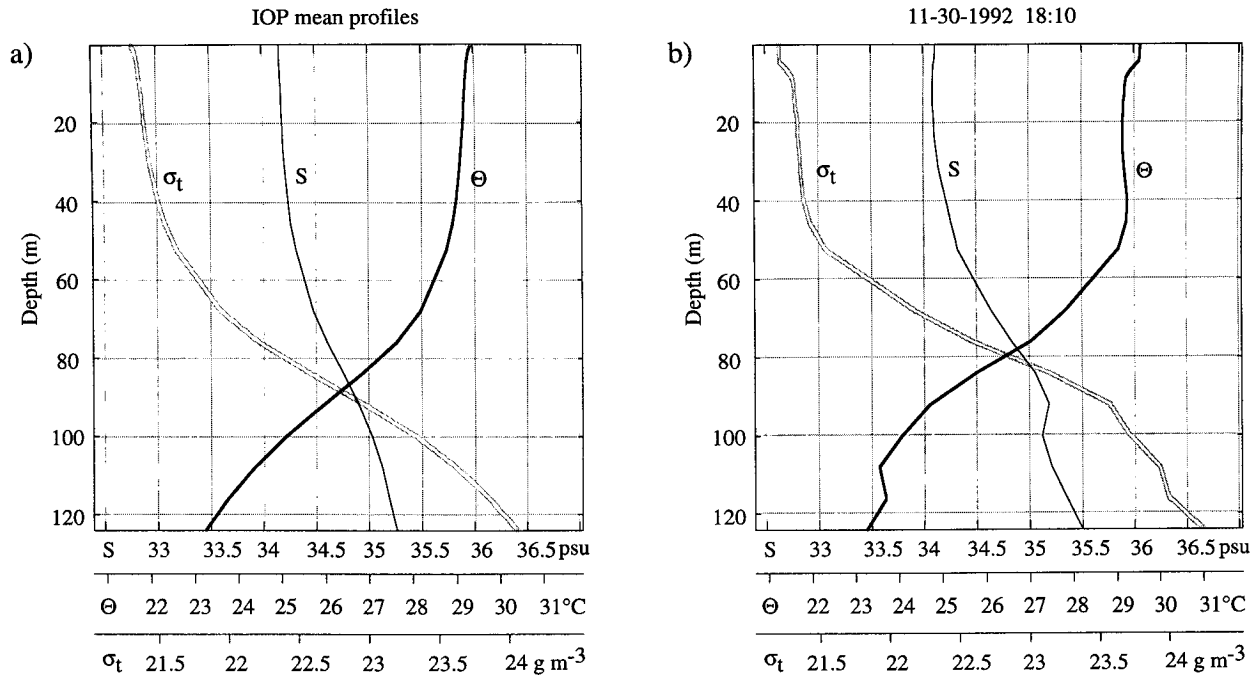 IOP mean profiles
a)
Depth (m)
20
40
60
80
100
120
σt
S
Θ
S 33 33.5 34 34.5 35 35.5 36 36.5 psu
Θ 22 23 24 25 26 27 28 29 30 31°C
σt 21.5 22 22.5 23 23.5 24 g m-3
11-30-1992 18:10
b)
Depth (m)
20
40
60
80
100
120
σt
S
Θ
S 33 33.5 34 34.5 35 35.5 36 36.5 psu
Θ 22 23 24 25 26 27 28 29 30 31°C
σt 21.5 22 22.5 23 23.5 24 g m-3